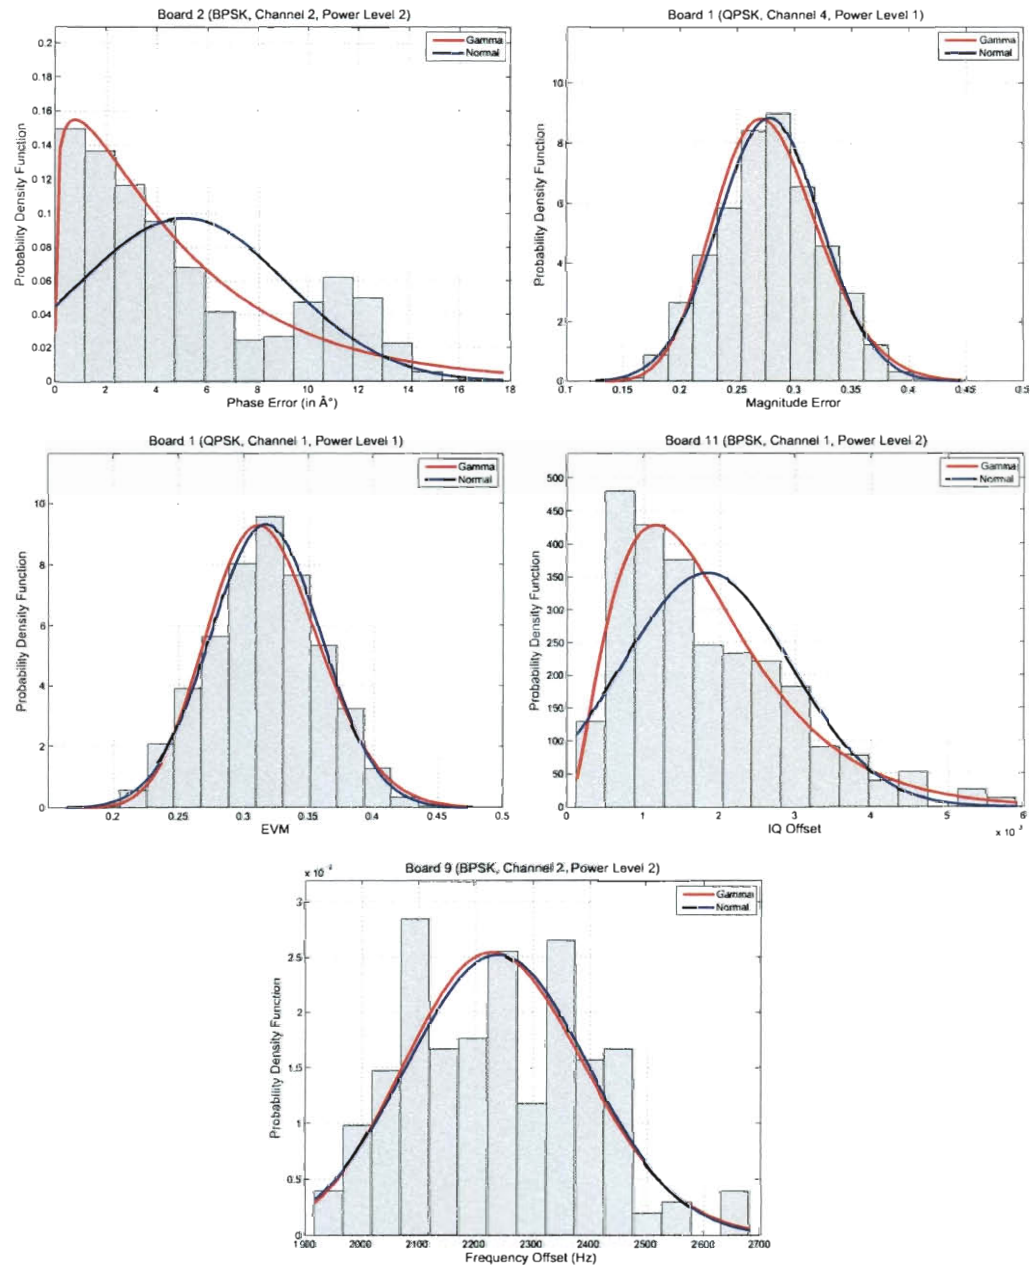 Board 2 (BPSK, Channel 2, Power Level 2)
Gamma
Normal
0.2
0.18
0.16
0.14
0.12
0.1
0.08
0.06
0.04
0.02
0
Probability Density Function
0 2 4 6 8 10 12 14 16 18
Phase Error (in Â°)
Board 1 (QPSK, Channel 4, Power Level 1)
Gamma
Normal
10
8
6
4
2
0
Probability Density Function
0.1 0.15 0.2 0.25 0.3 0.35 0.4 0.45 0.5
Magnitude Error
Board 1 (QPSK, Channel 1, Power Level 1)
Gamma
Normal
10
8
6
4
2
0
Probability Density Function
0.2 0.25 0.3 0.35 0.4 0.45 0.5
EVM
Board 11 (BPSK, Channel 1, Power Level 2)
Gamma
Normal
500
450
400
350
300
250
200
150
100
50
0
Probability Density Function
0 1 2 3 4 5 6
IQ Offset
x 10
Board 9 (BPSK, Channel 2, Power Level 2)
x 10
Gamma
Normal
3
2.5
2
1.5
1
0.5
0
Probability Density Function
1900 2000 2100 2200 2300 2400 2500 2600 2700
Frequency Offset (Hz)